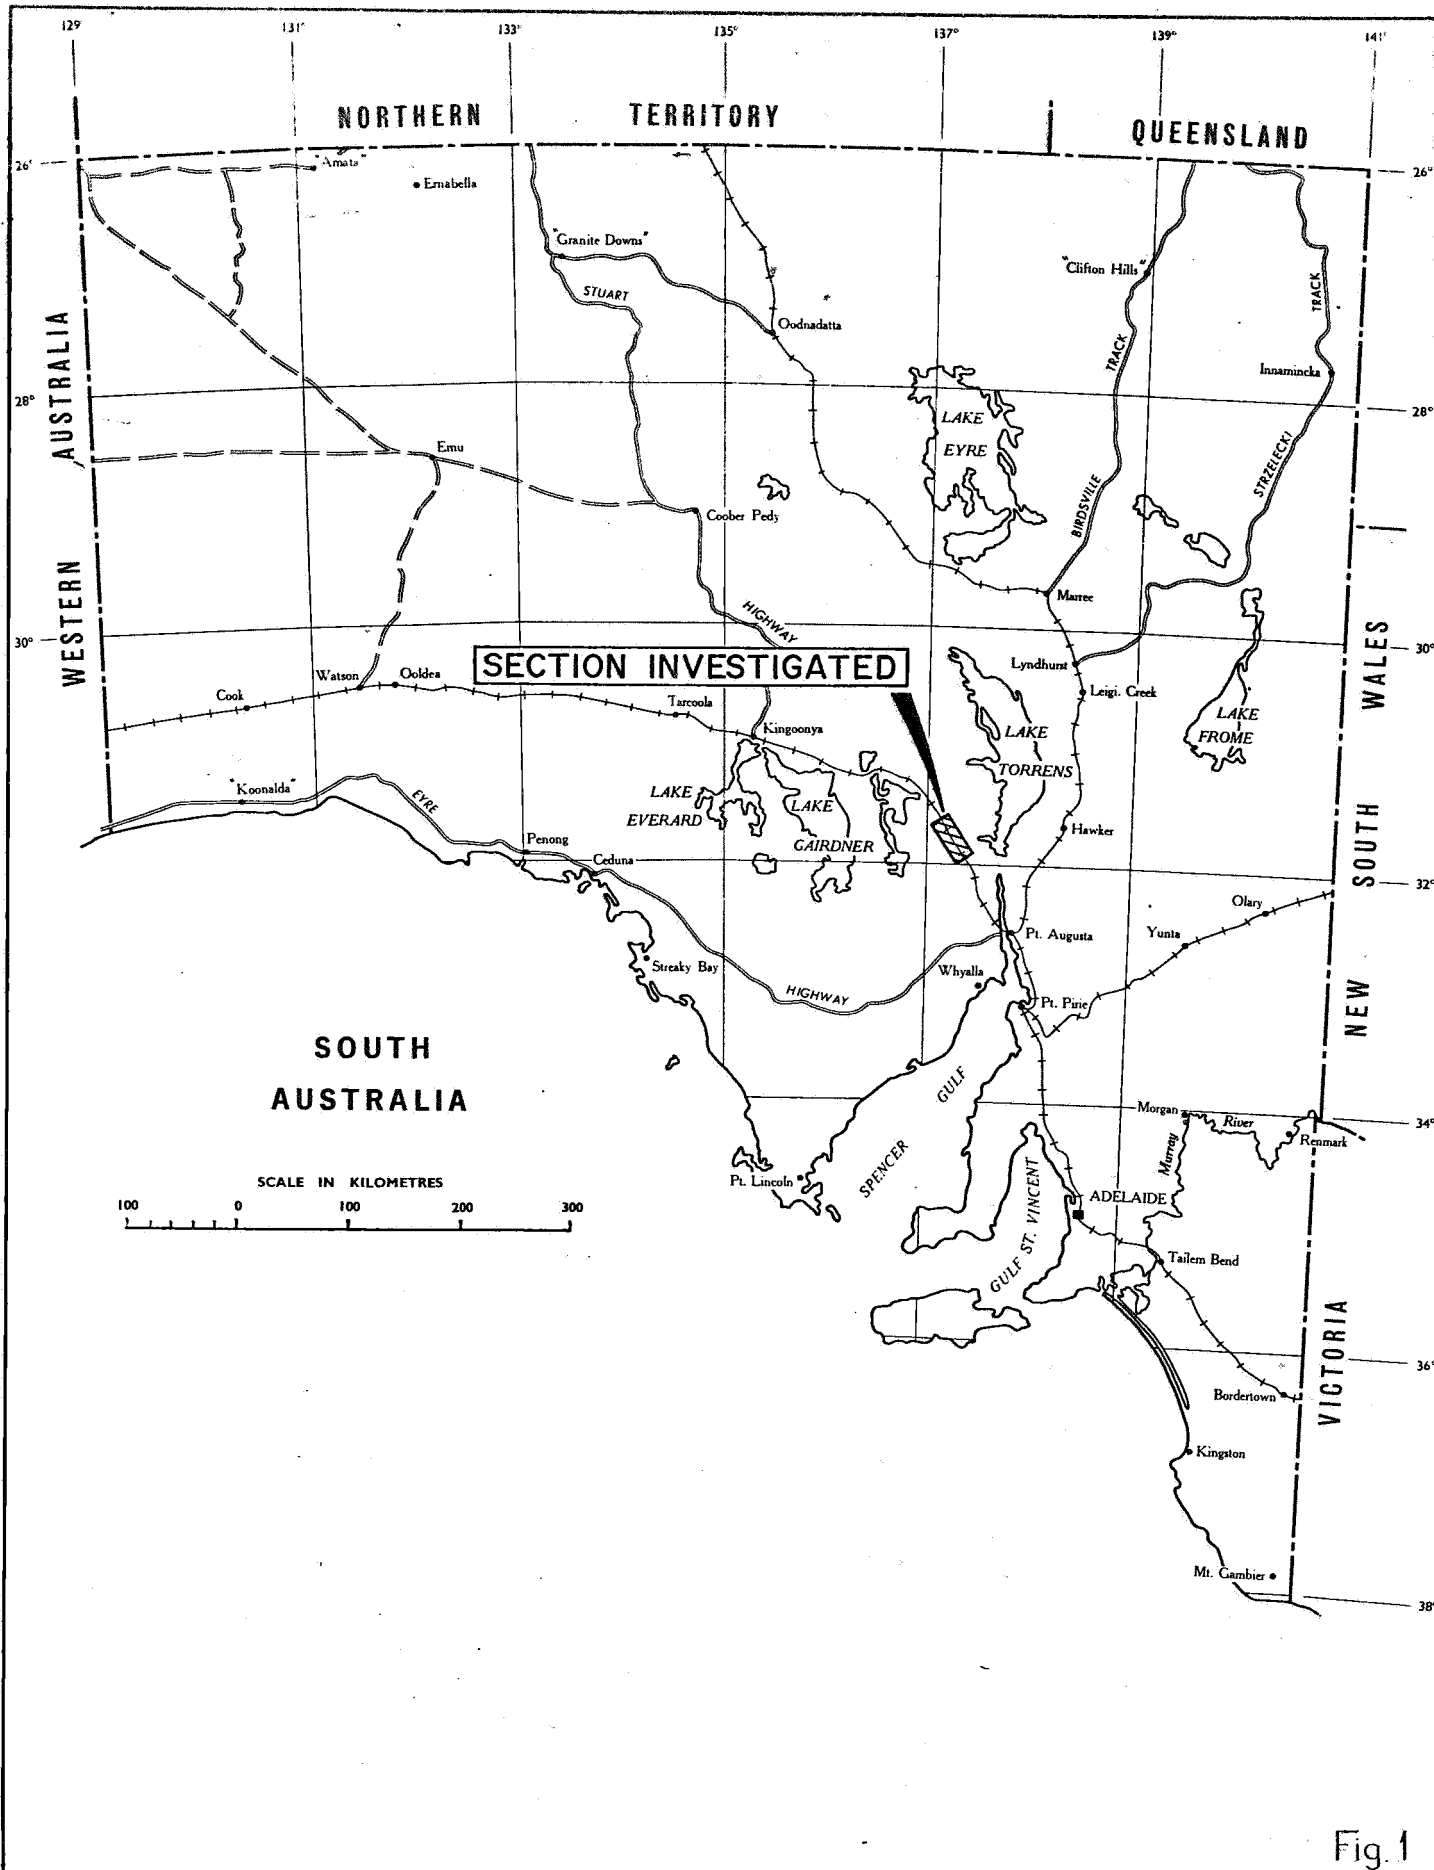 129 131° 133° 135° 137° 139° 141°
NORTHERN TERRITORY
QUEENSLAND
26° 26°
"Amata"
Ernabella
"Granite Downs"
"Clifton Hills"
STUART
TRACK
Oodnadatta
TRACK
Innamincka
WESTERN AUSTRALIA
28° 28°
LAKE
EYRE
Emu
STRZELECKI
BIRDSVILLE
Coober Pedy
Marree
HIGHWAY
30° 30°
SECTION INVESTIGATED
Lyndhurst
Watson
Ooldea
Leigi. Creek
Cook
Tarcoola
Kingoonya
LAKE
FROME
LAKE
TORRENS
"Koonalda"
EYRE
LAKE
EVERARD
LAKE
GAIRDNER
Hawker
Penong
Ceduna
32°
NEW SOUTH WALES
Olary
Yunta
Pt. Augusta
Streaky Bay
Whyalla
HIGHWAY
Pt. Pirie
SOUTH
AUSTRALIA
SPENCER GULF
Morgan
River
Murray
Renmark
34°
SCALE IN KILOMETRES
100 0 100 200 300
Pt. Lincoln
ADELAIDE
GULF ST. VINCENT
Tailem Bend
VICTORIA
36°
Bordertown
Kingston
Mt. Gambier
38°
Fig. 1